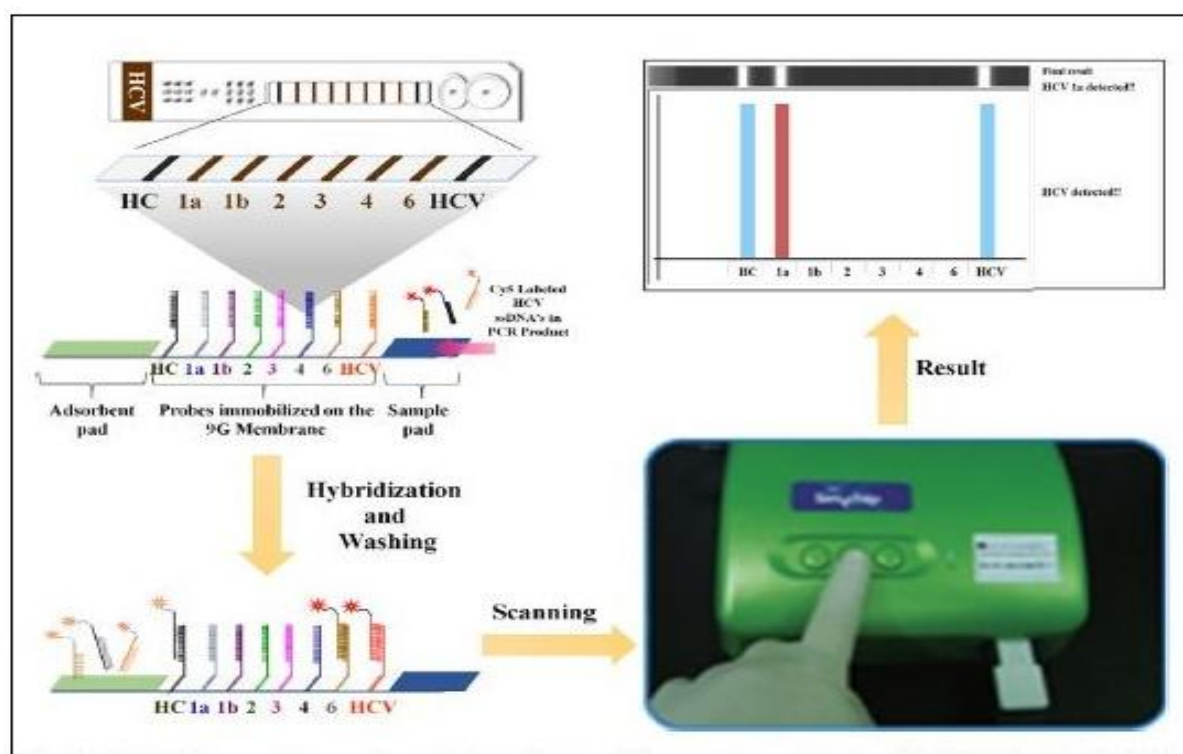 HCV
HC 1a 1b 2 3 4 6 HCV
Cy5 Labeled
HCV
ssDNA's in
PCR Product
HC 1a 1b 2 3 4 6 HCV
Adsorbent
pad
Probes immobilized on the
9G Membrane
Sample
pad
Hybridization
and
Washing
HC 1a 1b 2 3 4 6 HCV
Scanning
Result
Final result
HCV 1a detected!!
HCV detected!!
HC 1a 1b 2 3 4 6 HCV